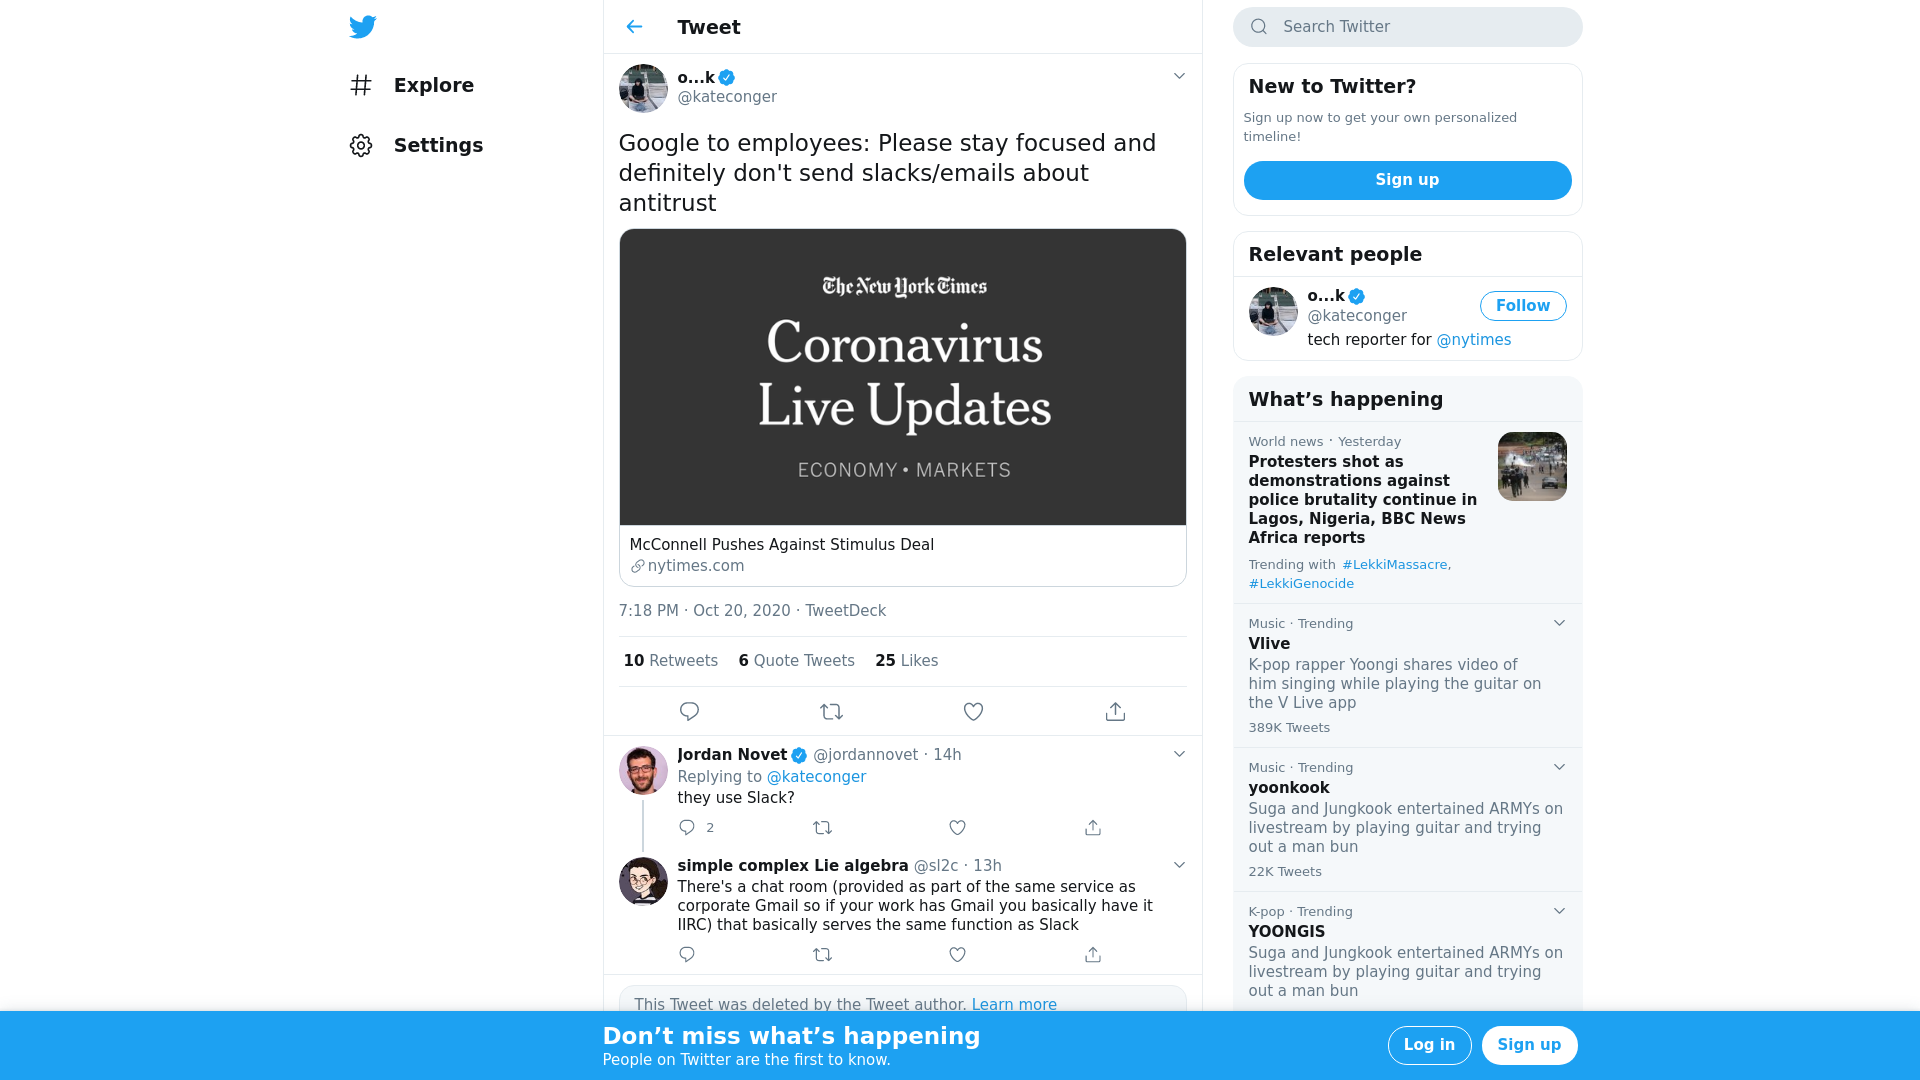 Explore
Settings
Tweet
o...k
@kateconger
Google to employees: Please stay focused and
definitely don't send slacks/emails about
antitrust
The New York Times
Coronavirus
Live Updates
ECONOMY • MARKETS
McConnell Pushes Against Stimulus Deal
nytimes.com
7:18 PM · Oct 20, 2020 · TweetDeck
10 Retweets 6 Quote Tweets 25 Likes
Jordan Novet @jordannovet · 14h
Replying to @kateconger
they use Slack?
2
simple complex Lie algebra @sl2c · 13h
There's a chat room (provided as part of the same service as
corporate Gmail so if your work has Gmail you basically have it
IIRC) that basically serves the same function as Slack
This Tweet was deleted by the Tweet author. Learn more
Search Twitter
New to Twitter?
Sign up now to get your own personalized
timeline!
Sign up
Relevant people
o...k
@kateconger
Follow
tech reporter for @nytimes
What’s happening
World news · Yesterday
Protesters shot as
demonstrations against
police brutality continue in
Lagos, Nigeria, BBC News
Africa reports
Trending with #LekkiMassacre,
#LekkiGenocide
Music · Trending
Vlive
K-pop rapper Yoongi shares video of
him singing while playing the guitar on
the V Live app
389K Tweets
Music · Trending
yoonkook
Suga and Jungkook entertained ARMYs on
livestream by playing guitar and trying
out a man bun
22K Tweets
K-pop · Trending
YOONGIS
Suga and Jungkook entertained ARMYs on
livestream by playing guitar and trying
out a man bun
Don’t miss what’s happening
People on Twitter are the first to know.
Log in
Sign up